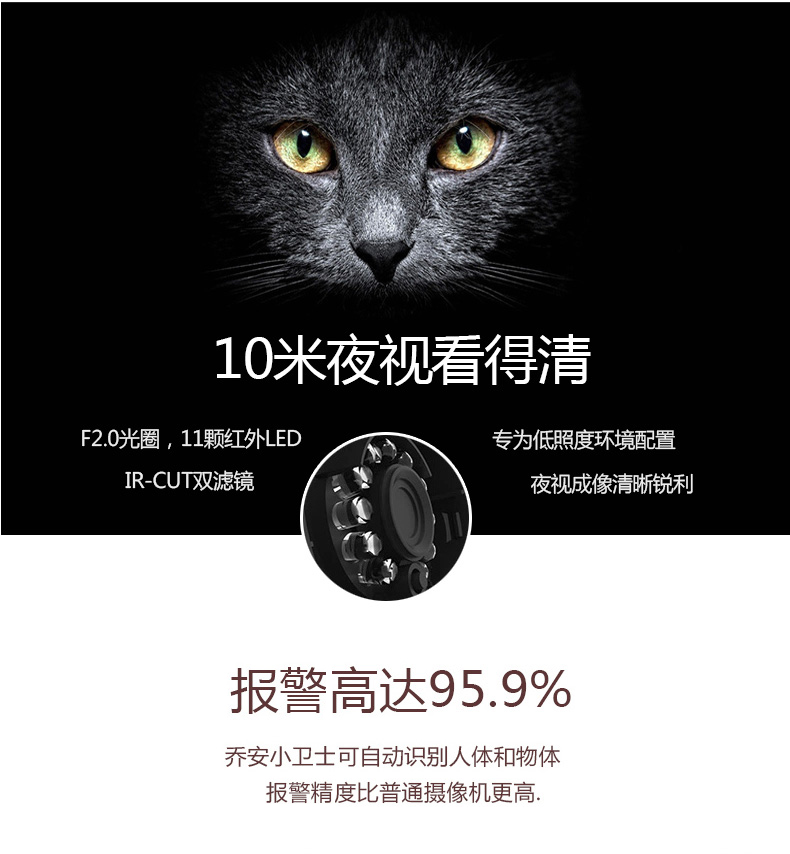 10米夜视看得清
F2.0光圈，11颗红外LED
IR-CUT双滤镜
专为低照度环境配置
夜视成像清晰锐利
报警高达95.9%
乔安小卫士可自动识别人体和物体
报警精度比普通摄像机更高.